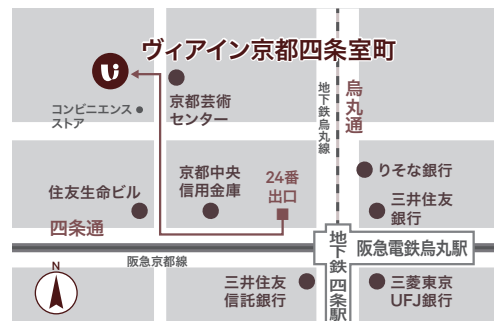 ヴィアイン京都四条室町
Ui
コンビニエンス
ストア
京都芸術
センター
地下鉄烏丸線
烏丸通
住友生命ビル
京都中央
信用金庫
24番
出口
りそな銀行
三井住友
銀行
四条通
阪急京都線
地下鉄四条駅
阪急電鉄烏丸駅
N
三井住友
信託銀行
三菱東京
UFJ銀行